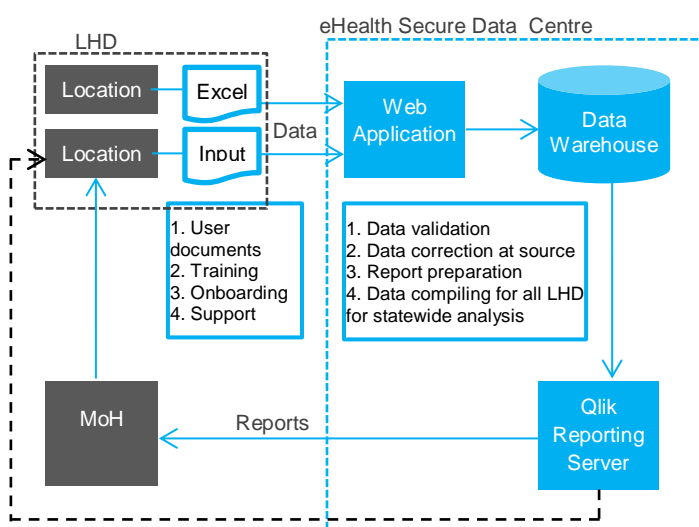 eHealth Secure Data Centre
LHD
Location
Excel
Web
Application
Data
Warehouse
Data
Location
Input
1. User
documents
2. Training
3. Onboarding
4. Support
1. Data validation
2. Data correction at source
3. Report preparation
4. Data compiling for all LHD
for statewide analysis
MoH
Reports
Qlik
Reporting
Server